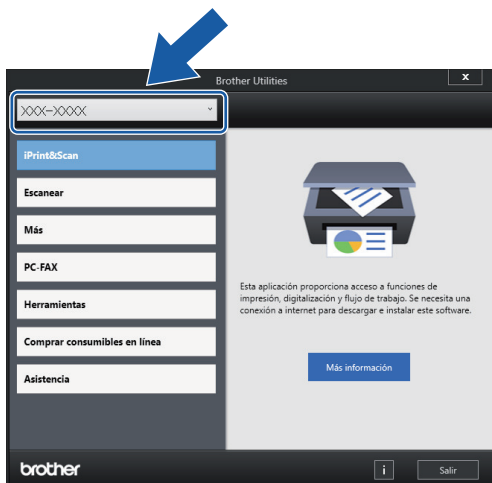 Brother Utilities
X
XXX-XXXX
iPrint&Scan
Escanear
Más
PC-FAX
Herramientas
Comprar consumibles en línea
Asistencia
Esta aplicación proporciona acceso a funciones de
impresión, digitalización y flujo de trabajo. Se necesita una
conexión a internet para descargar e instalar este software.
Más información
brother
i
Salir